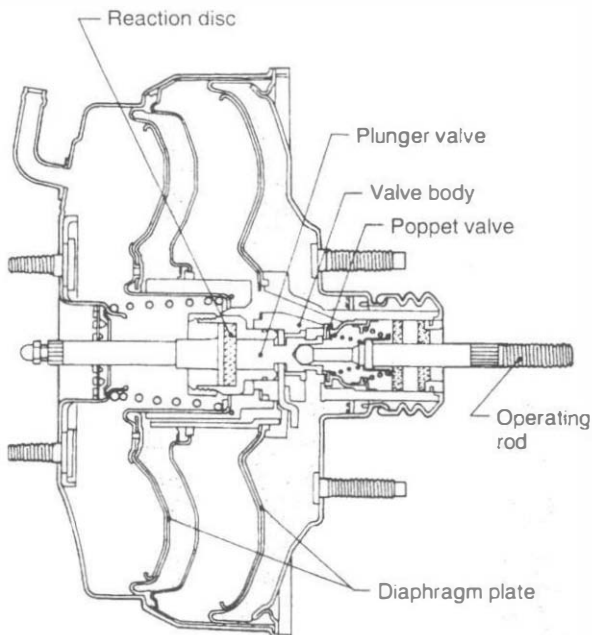 Reaction disc
Plunger valve
Valve body
Poppet valve
Operating
rod
Diaphragm plate